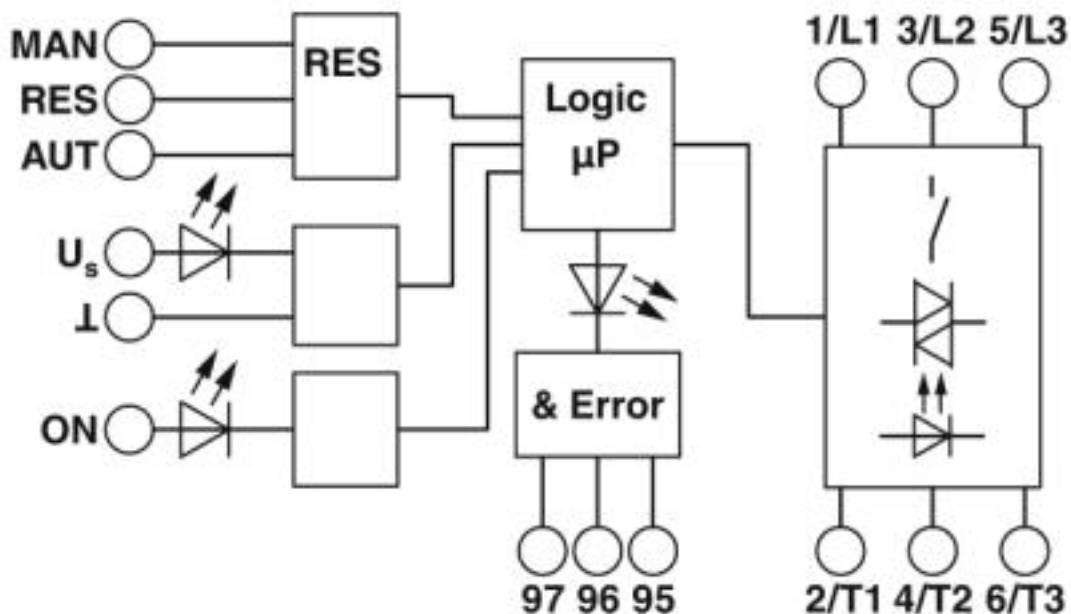 MAN
RES
AUT
RES
U_s
⊥
ON
Logic
µP
& Error
97 96 95
1/L1 3/L2 5/L3
2/T1 4/T2 6/T3